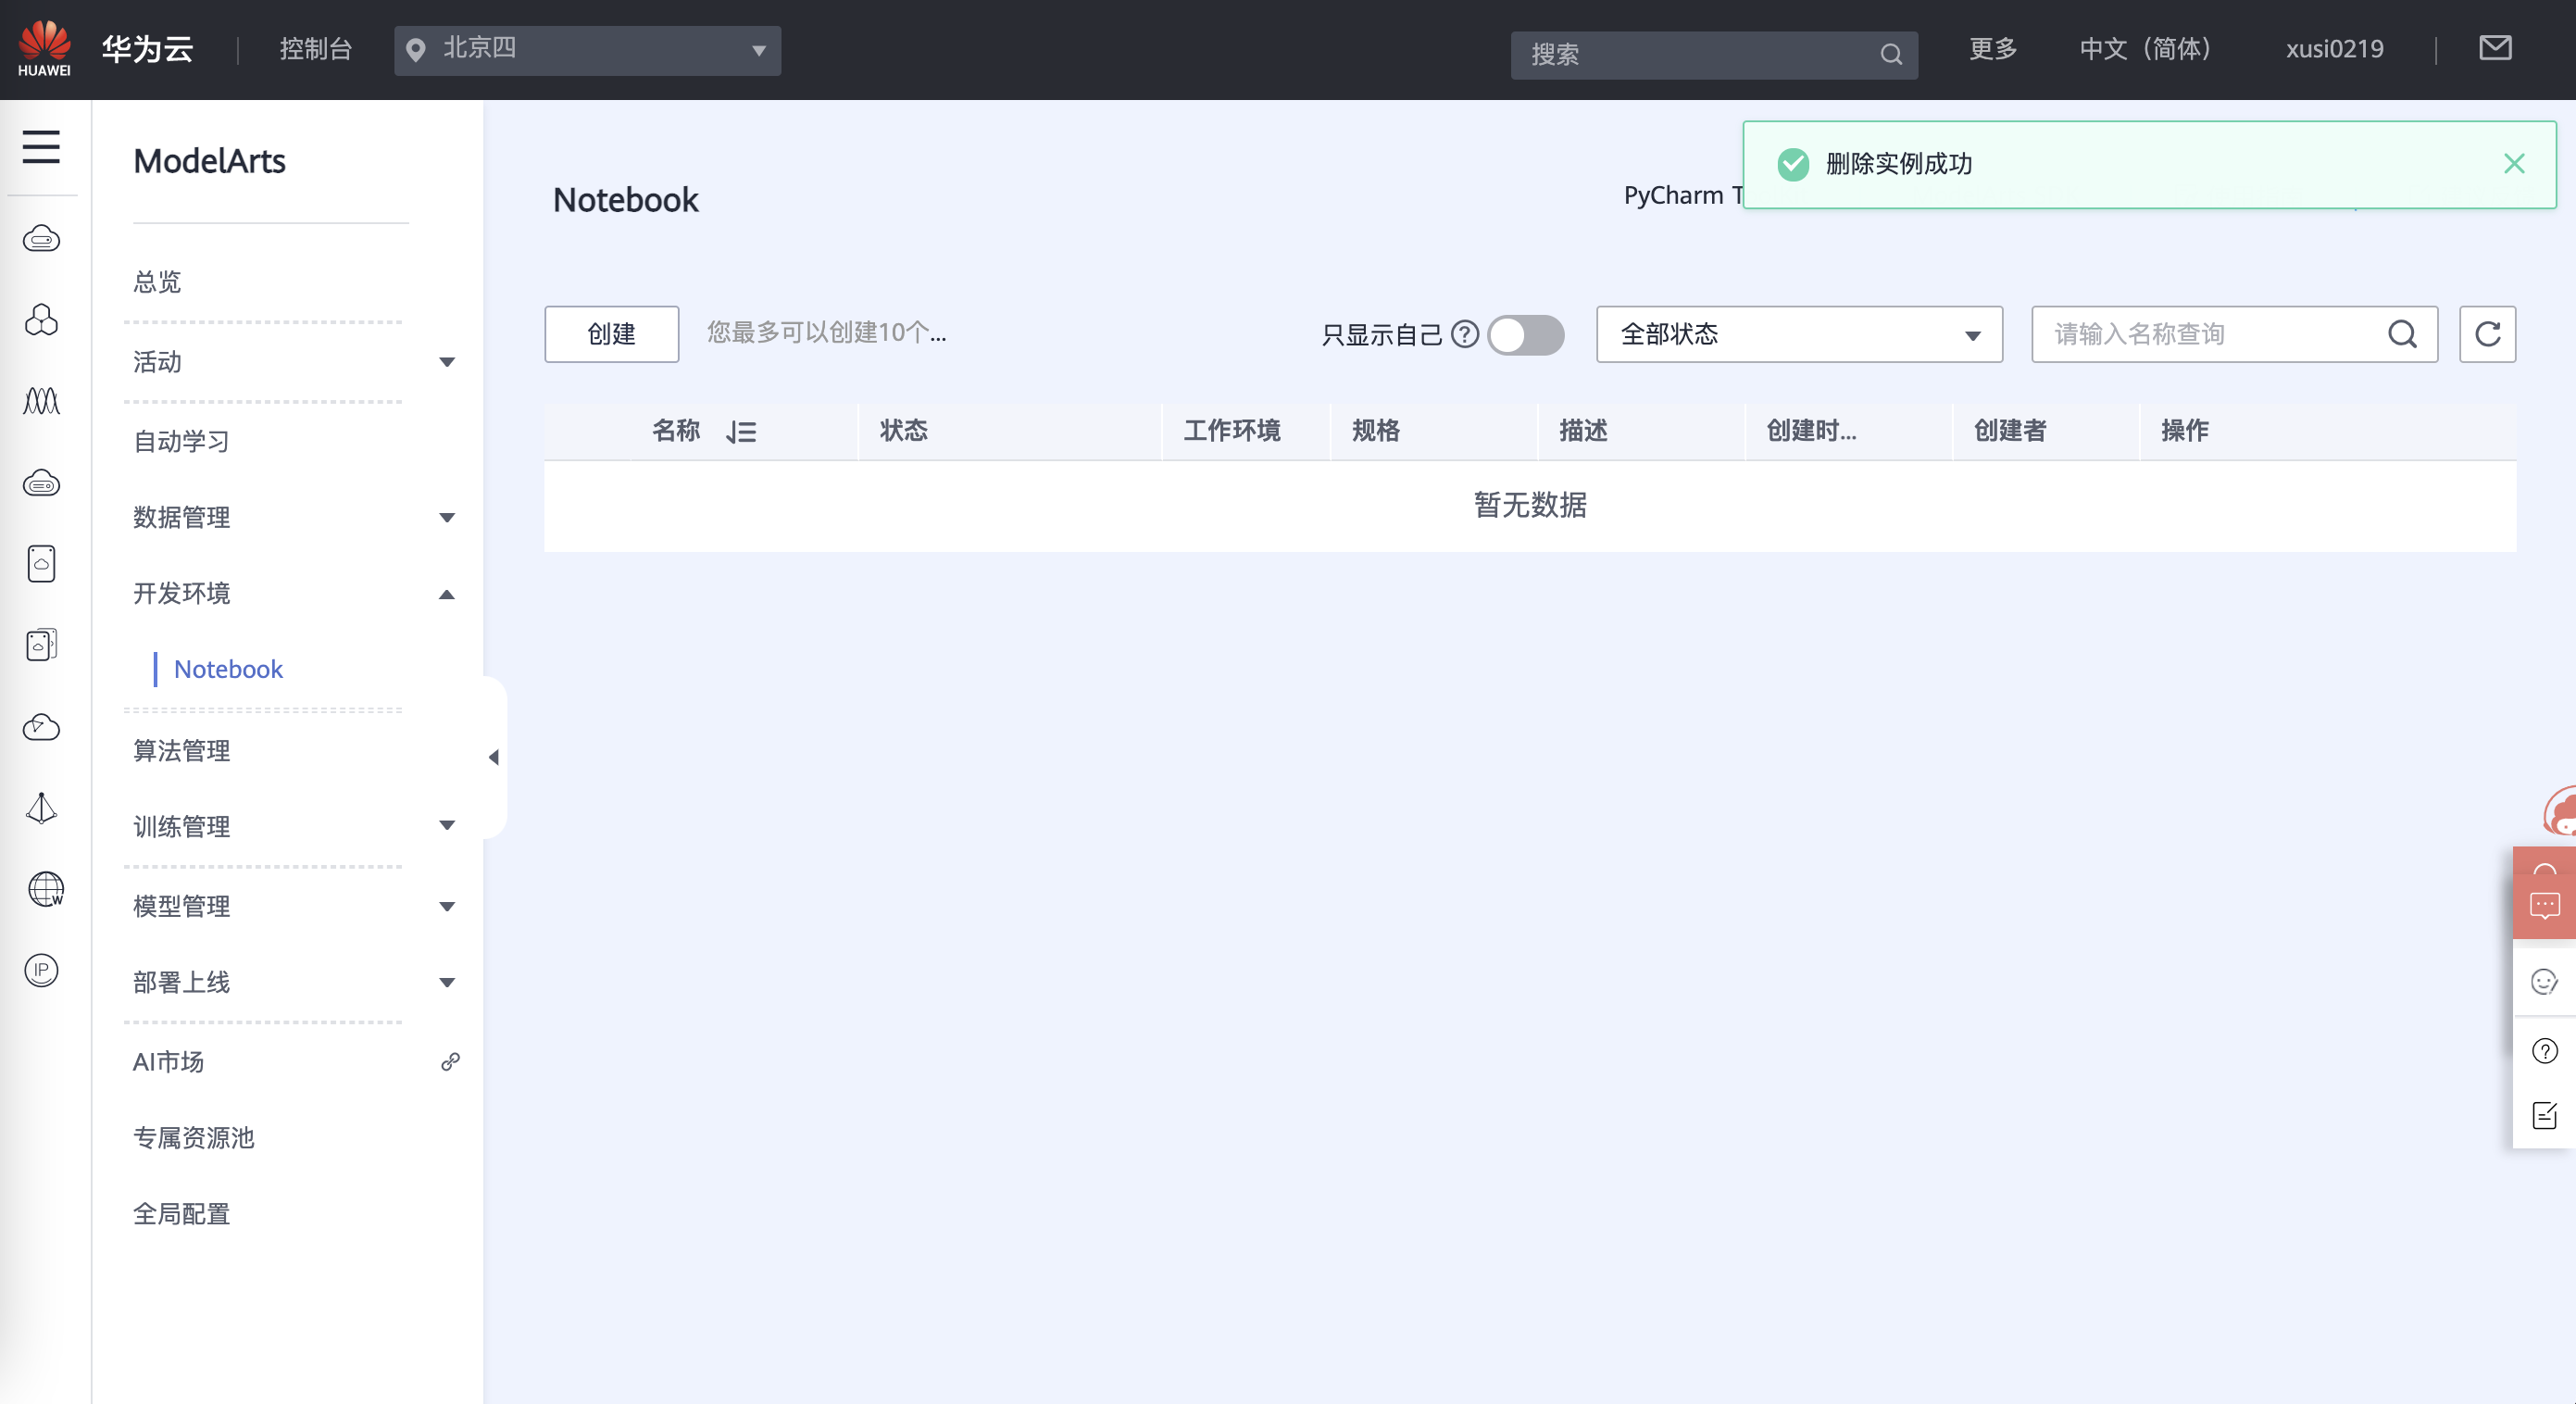 HUAWEI
华为云
控制台
北京四
搜索
更多
中文（简体）
xusi0219
ModelArts
总览
活动
自动学习
数据管理
开发环境
Notebook
算法管理
训练管理
模型管理
部署上线
AI市场
专属资源池
全局配置
W
IP
Notebook
PyCharm T
删除实例成功
创建
您最多可以创建10个...
只显示自己
全部状态
请输入名称查询
名称
状态
工作环境
规格
描述
创建时...
创建者
操作
暂无数据